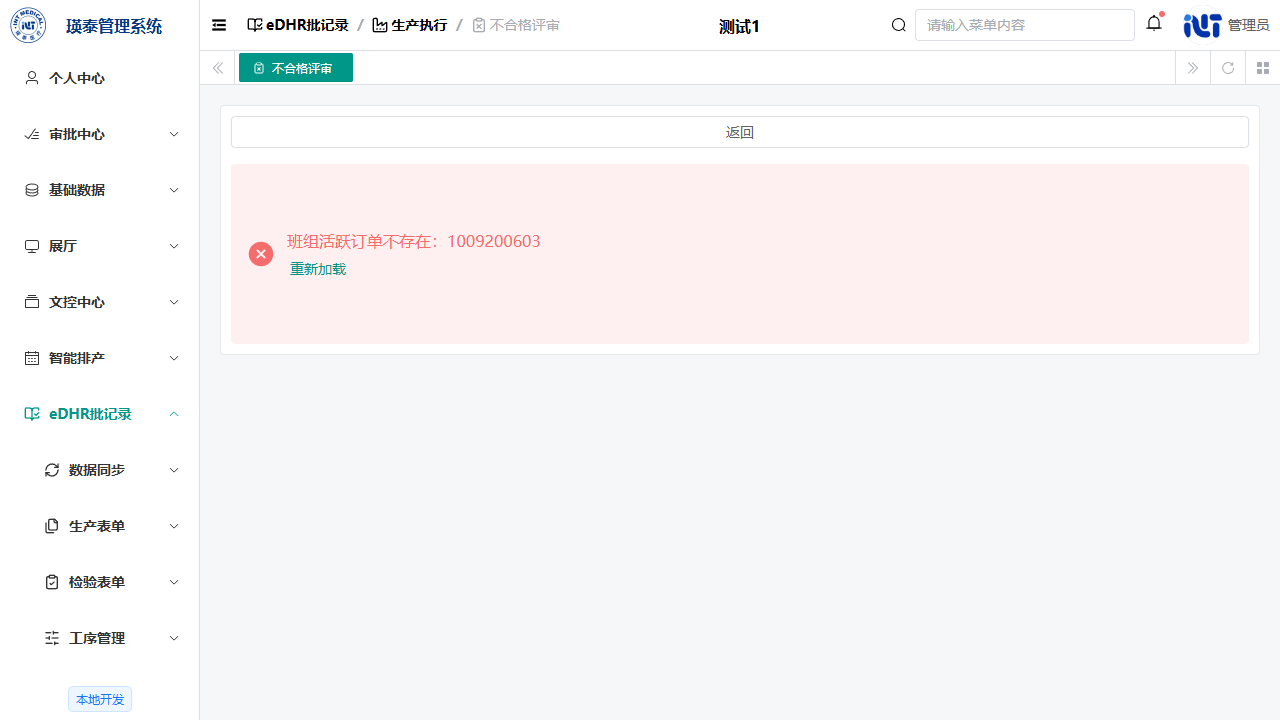 瑛泰管理系统
eDHR批记录 / 生产执行 / 不合格评审
测试1
请输入菜单内容
管理员
不合格评审
个人中心
审批中心
基础数据
展厅
文控中心
智能排产
eDHR批记录
数据同步
生产表单
检验表单
工序管理
本地开发
返回
班组活跃订单不存在：1009200603
重新加载